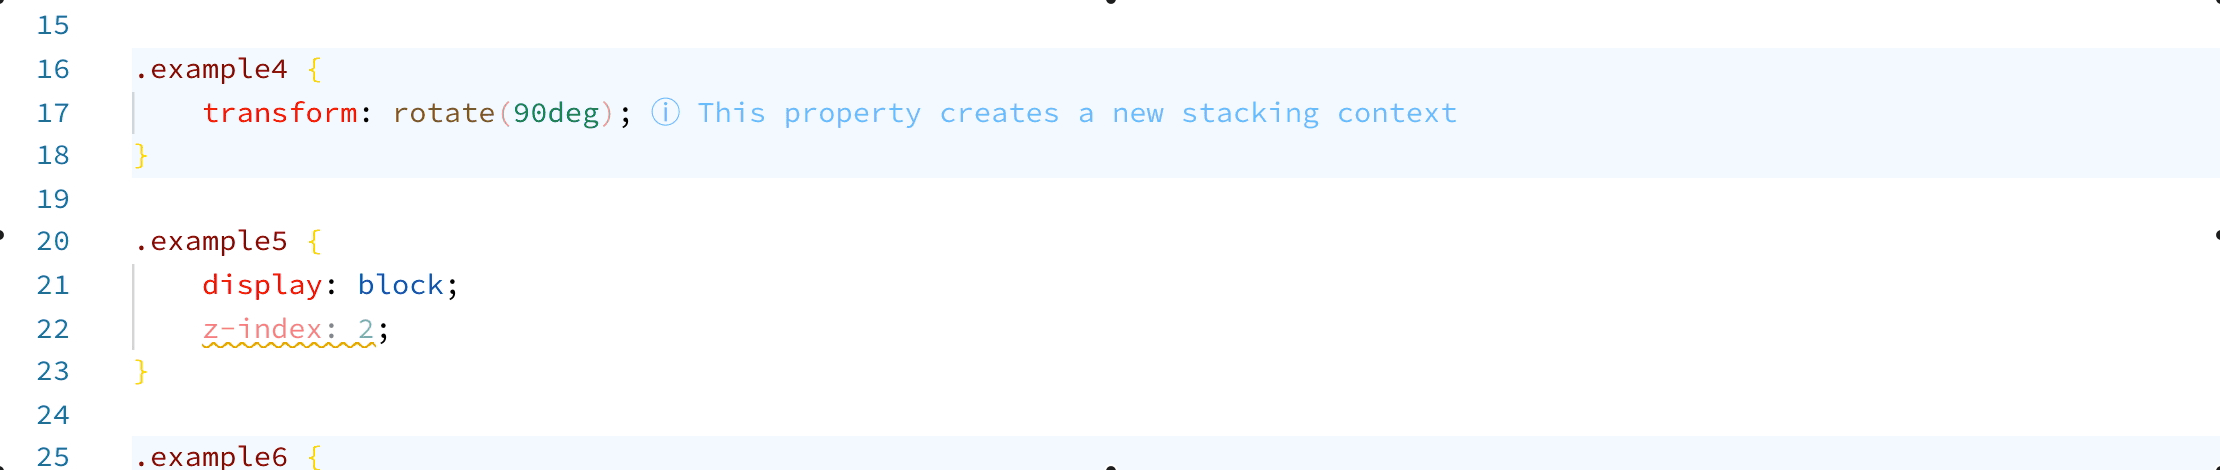 15
16 .example4 {
17 transform: rotate(90deg); ⓘ This property creates a new stacking context
18 }
19
20 .example5 {
21 display: block;
22 z-index: 2;
23 }
24
25 .example6 {